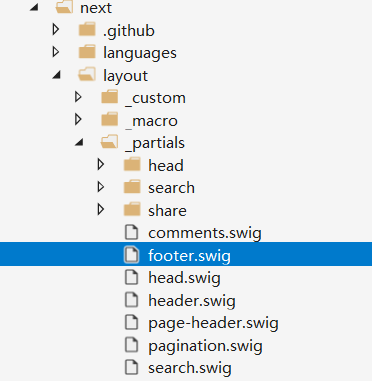 next
.github
languages
layout
_custom
_macro
_partials
head
search
share
comments.swig
footer.swig
head.swig
header.swig
page-header.swig
pagination.swig
search.swig